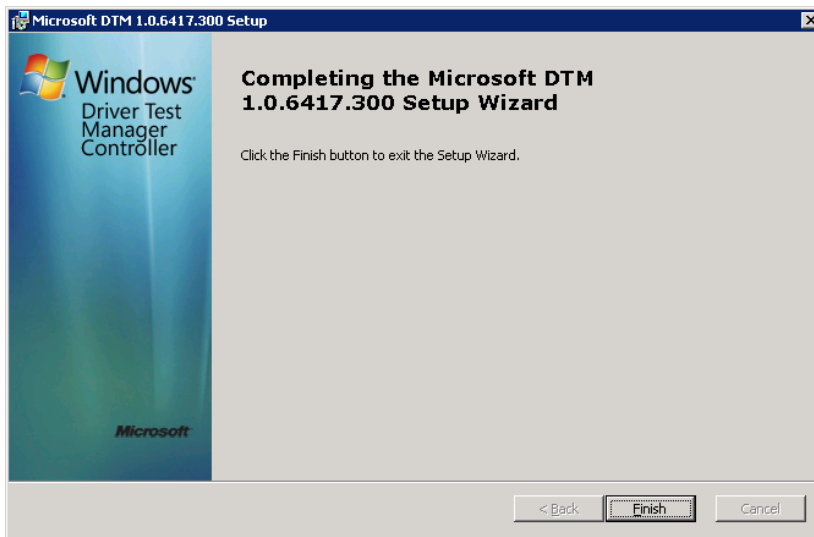 Microsoft DTM 1.0.6417.300 Setup
Windows
Driver Test
Manager
Controller
Completing the Microsoft DTM
1.0.6417.300 Setup Wizard
Click the Finish button to exit the Setup Wizard.
Microsoft
< Back
Finish
Cancel